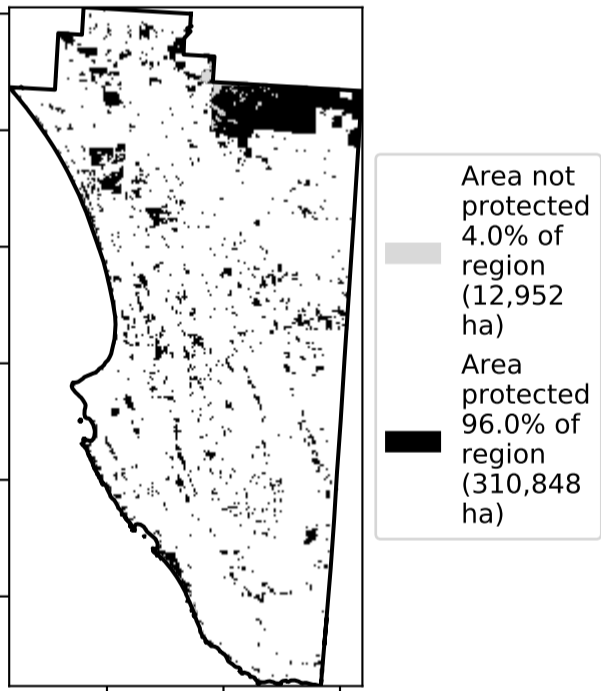 Area not
protected
4.0% of
region
(12,952
ha)
Area
protected
96.0% of
region
(310,848
ha)